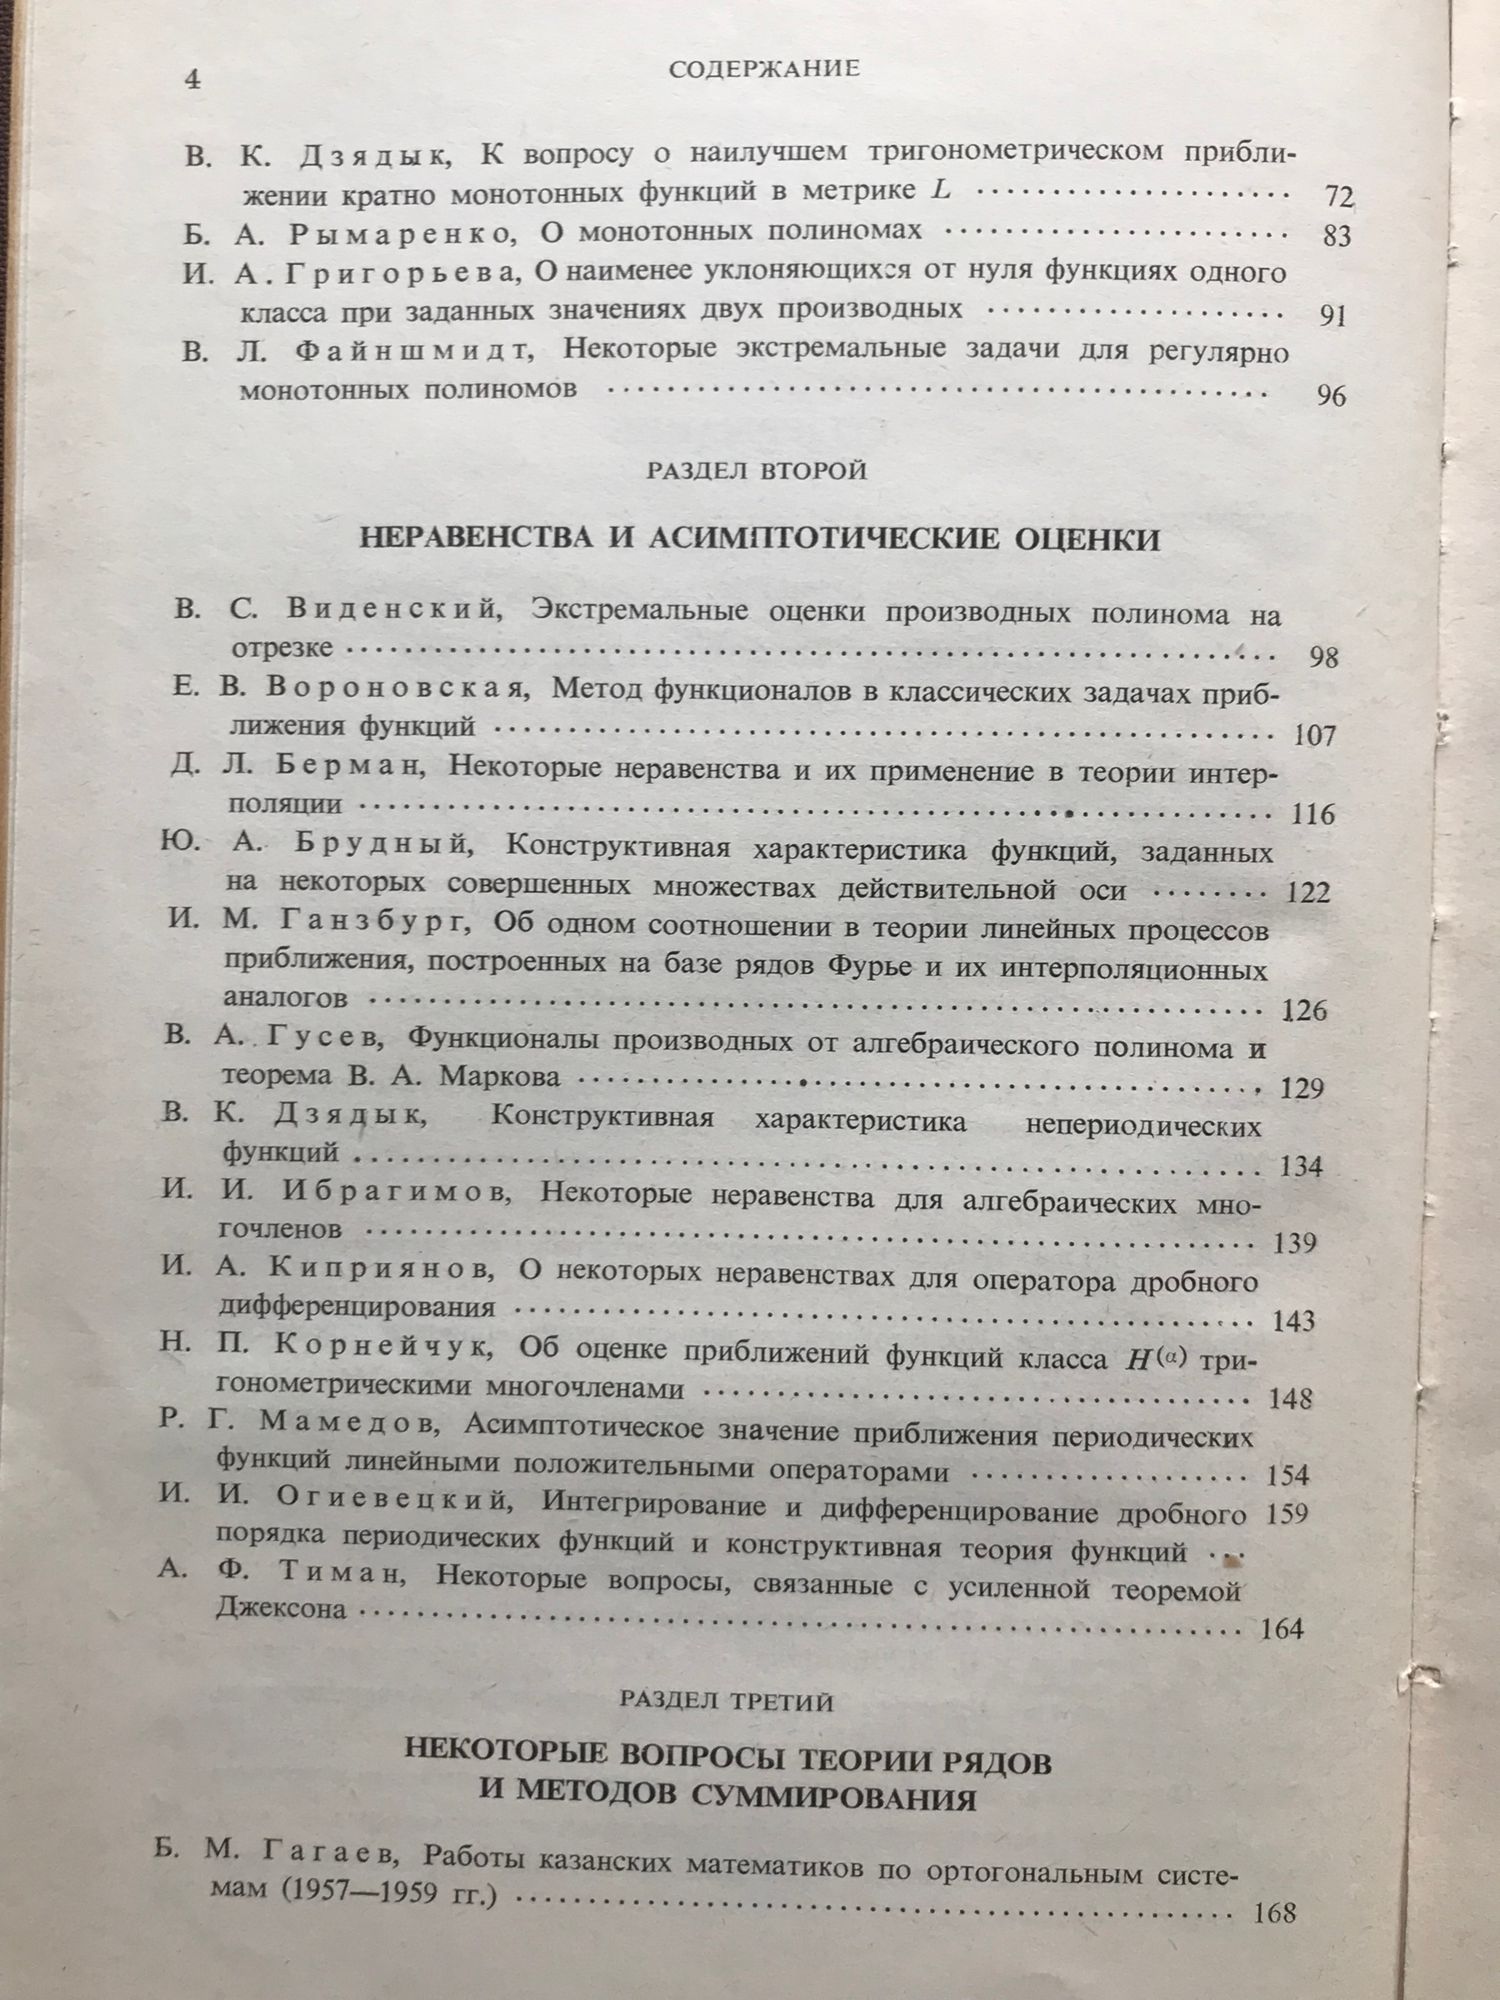 4
СОДЕРЖАНИЕ
В. К. Дзядык, К вопросу о наилучшем тригонометрическом прибли-
жении кратно монотонных функций в метрике L 72
Б. А. Рымаренко, О монотонных полиномах 83
И. А. Григорьева, О наименее уклоняющихся от нуля функциях одного
класса при заданных значениях двух производных 91
В. Л. Файншмидт, Некоторые экстремальные задачи для регулярно
монотонных полиномов 96
РАЗДЕЛ ВТОРОЙ
НЕРАВЕНСТВА И АСИМПТОТИЧЕСКИЕ ОЦЕНКИ
В. С. Виденский, Экстремальные оценки производных полинома на
отрезке 98
Е. В. Вороновская, Метод функционалов в классических задачах приб-
лижения функций 107
Д. Л. Берман, Некоторые неравенства и их применение в теории интер-
поляции 116
Ю. А. Брудный, Конструктивная характеристика функций, заданных
на некоторых совершенных множествах действительной оси 122
И. М. Ганзбург, Об одном соотношении в теории линейных процессов
приближения, построенных на базе рядов Фурье и их интерполяционных
аналогов 126
В. А. Гусев, Функционалы производных от алгебраического полинома и
теорема В. А. Маркова 129
В. К. Дзядык, Конструктивная характеристика непериодических
функций 134
И. И. Ибрагимов, Некоторые неравенства для алгебраических мно-
гочленов 139
И. А. Киприянов, О некоторых неравенствах для оператора дробного
дифференцирования 143
Н. П. Корнейчук, Об оценке приближений функций класса H(α) три-
гонометрическими многочленами 148
Р. Г. Мамедов, Асимптотическое значение приближения периодических
функций линейными положительными операторами 154
И. И. Огиевецкий, Интегрирование и дифференцирование дробного 159
порядка периодических функций и конструктивная теория функций
А. Ф. Тиман, Некоторые вопросы, связанные с усиленной теоремой
Джексона 164
РАЗДЕЛ ТРЕТИЙ
НЕКОТОРЫЕ ВОПРОСЫ ТЕОРИИ РЯДОВ
И МЕТОДОВ СУММИРОВАНИЯ
Б. М. Гагаев, Работы казанских математиков по ортогональным систе-
мам (1957—1959 гг.) 168